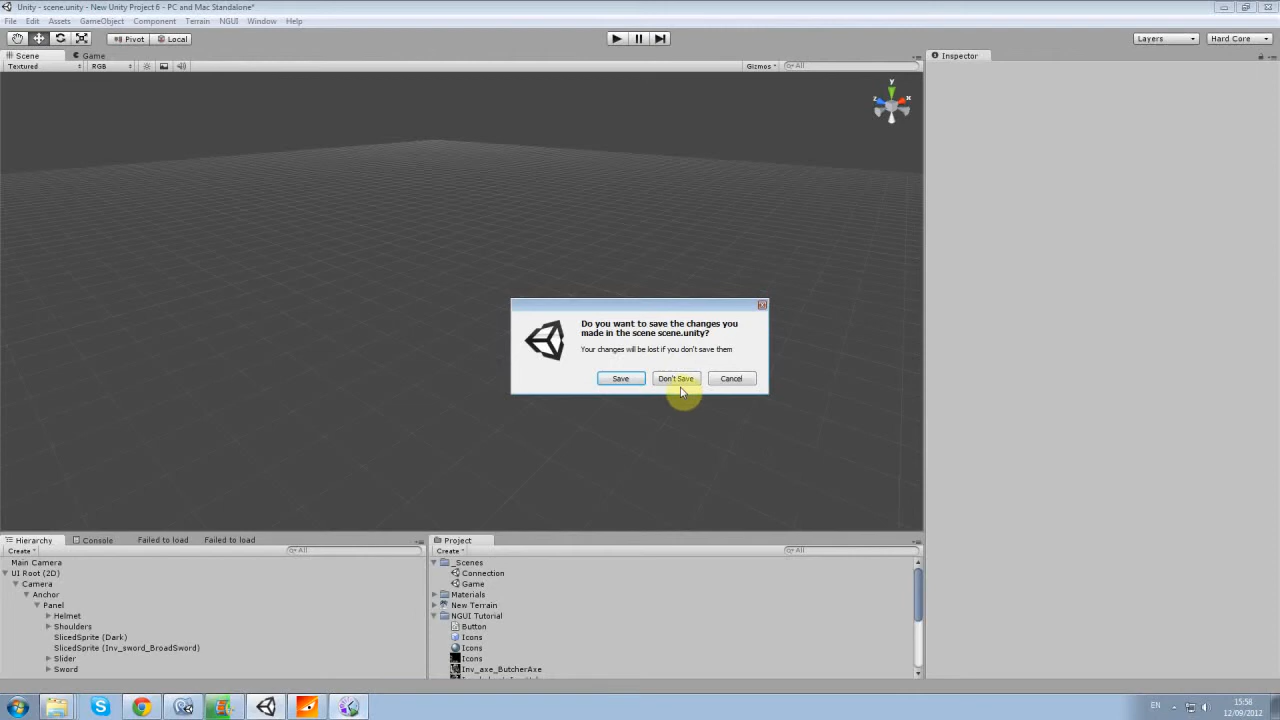 Unity - scene.unity - New Unity Project 6 - PC and Mac Standalone*
File Edit Assets GameObject Component Terrain NGUI Window Help
Pivot Local Layers Hard Core
Scene Game Inspector
Textured RGB Gizmos All
y
z x
Do you want to save the changes you
made in the scene scene.unity?
Your changes will be lost if you don't save them
Save Don't Save Cancel
Hierarchy Console Failed to load Failed to load
Create All
Main Camera
UI Root (2D)
Camera
Anchor
Panel
Helmet
Shoulders
SlicedSprite (Dark)
SlicedSprite (Inv_sword_BroadSword)
Slider
Sword
Project
Create All
_Scenes
Connection
Game
Materials
New Terrain
NGUI Tutorial
Button
Icons
Icons
Icons
Inv_axe_ButcherAxe
EN 15:58
12/09/2012